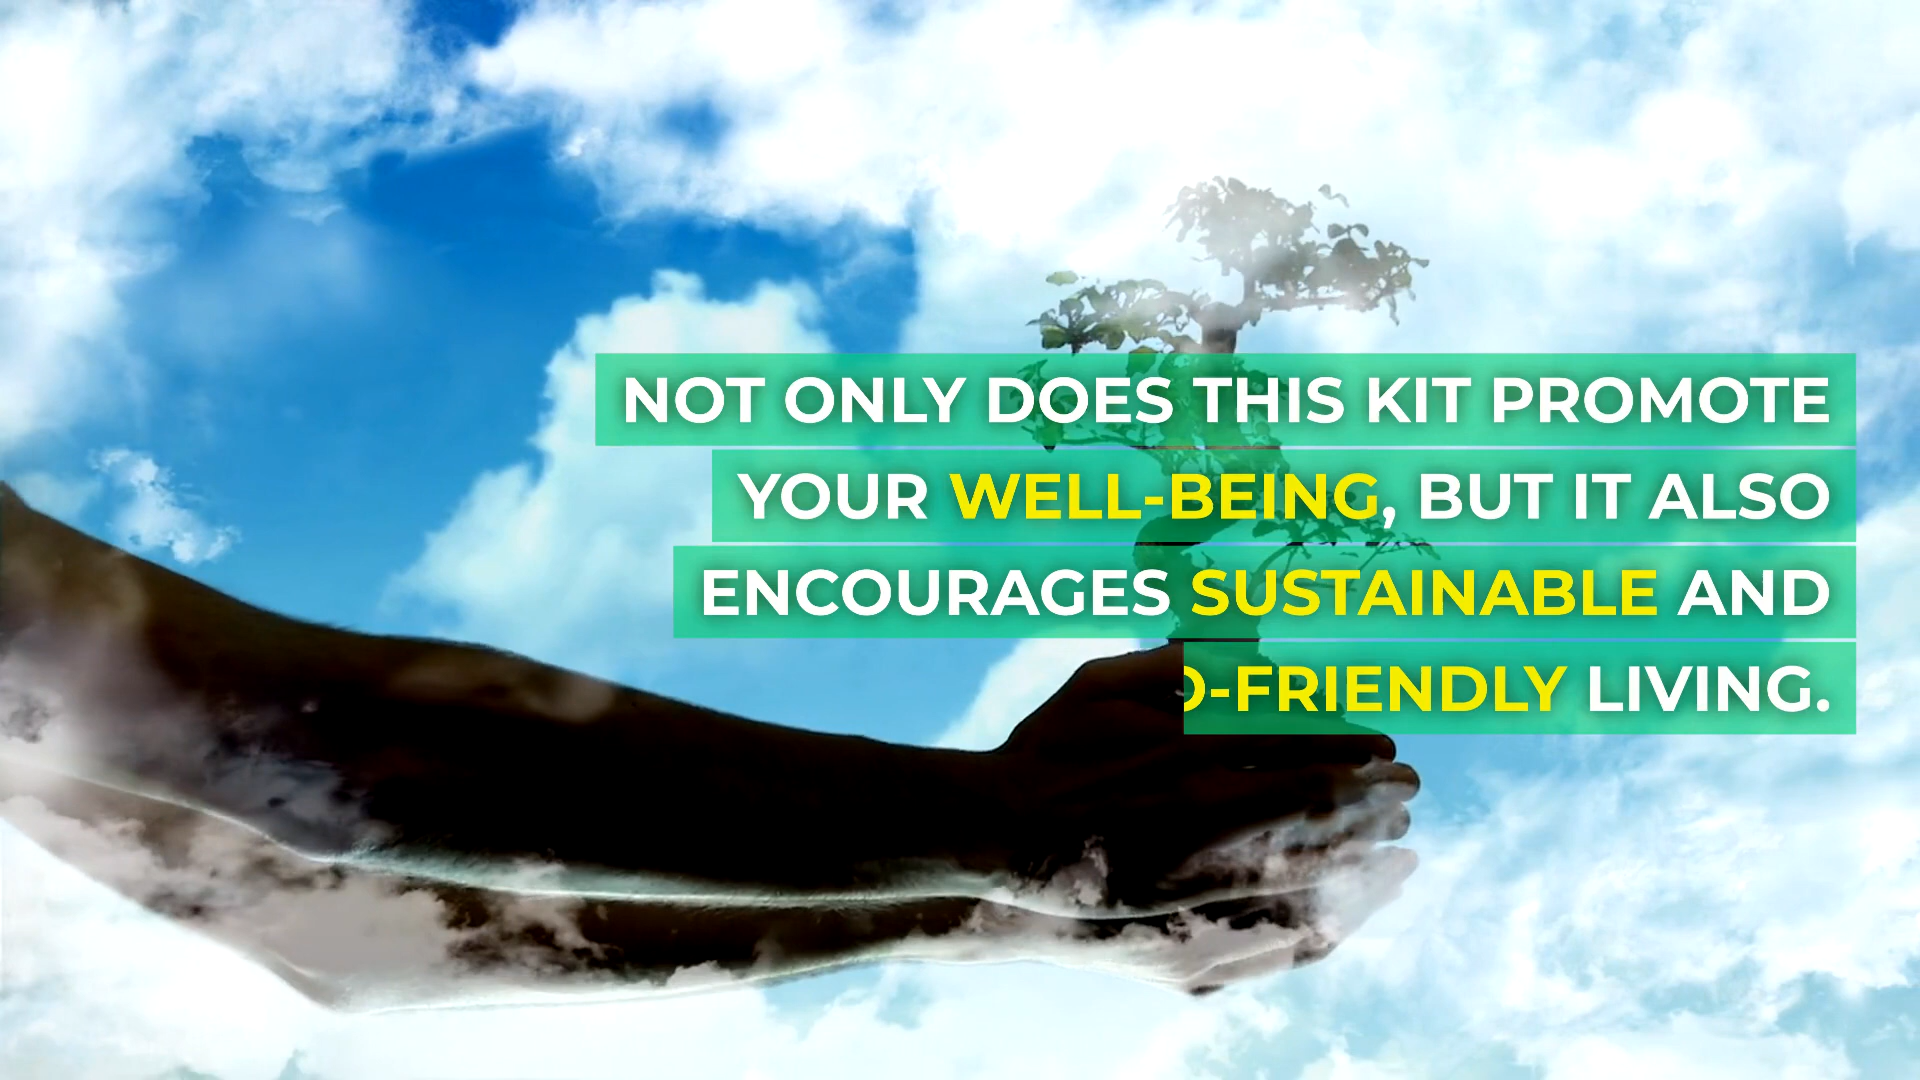 NOT ONLY DOES THIS KIT PROMOTE
YOUR WELL-BEING, BUT IT ALSO
ENCOURAGES SUSTAINABLE AND
O-FRIENDLY LIVING.